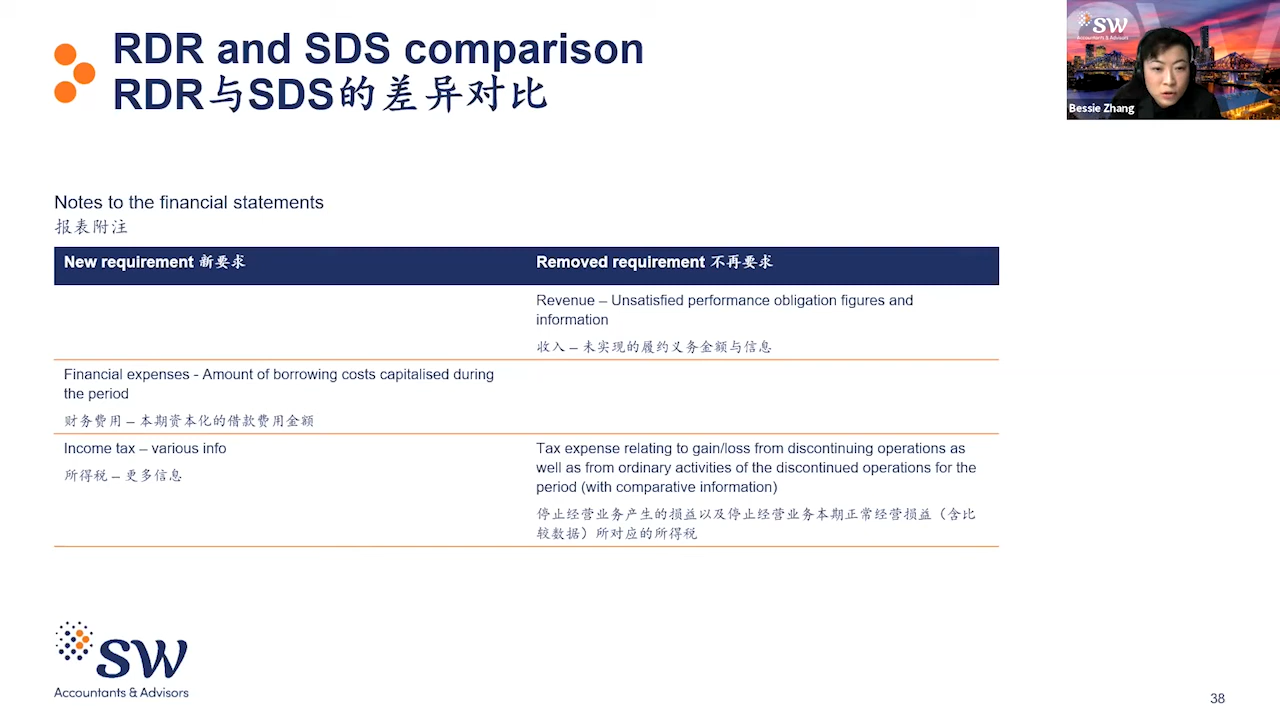 RDR and SDS comparison
RDR与SDS的差异对比
SW
Accountants & Advisors
Bessie Zhang
Notes to the financial statements
报表附注
New requirement 新要求
Removed requirement 不再要求
Revenue – Unsatisfied performance obligation figures and
information
收入 – 未实现的履约义务金额与信息
Financial expenses - Amount of borrowing costs capitalised during
the period
财务费用 – 本期资本化的借款费用金额
Income tax – various info
所得税 – 更多信息
Tax expense relating to gain/loss from discontinuing operations as
well as from ordinary activities of the discontinued operations for the
period (with comparative information)
停止经营业务产生的损益以及停止经营业务本期正常经营损益（含比
较数据）所对应的所得税
SW
Accountants & Advisors
38